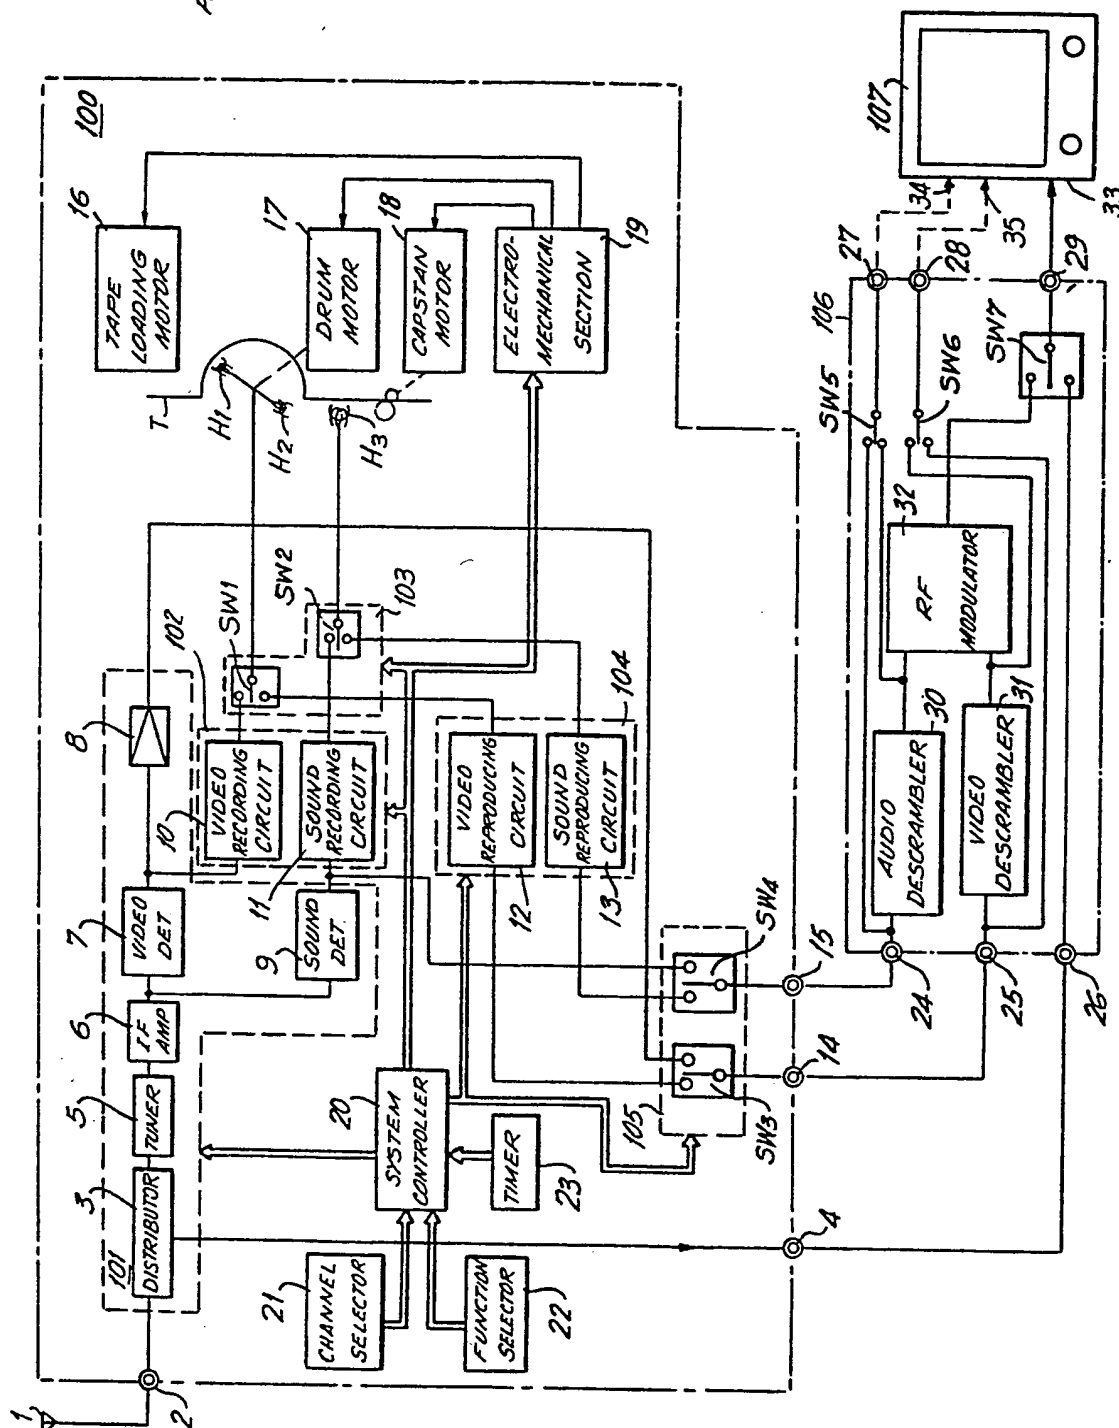 100
1
2
101
3
DISTRIBUTOR
5
TUNER
6
IF
AMP
7
VIDEO
DET
8
9
SOUND
DET.
102
10
VIDEO
RECORDING
CIRCUIT
11
SOUND
RECORDING
CIRCUIT
SW1
SW2
103
T
H1
H2
H3
16
TAPE
LOADING
MOTOR
17
DRUM
MOTOR
18
CAPSTAN
MOTOR
19
ELECTRO-
MECHANICAL
SECTION
104
12
VIDEO
REPRODUCING
CIRCUIT
13
SOUND
REPRODUCING
CIRCUIT
20
SYSTEM
CONTROLLER
21
CHANNEL
SELECTOR
22
FUNCTION
SELECTOR
23
TIMER
105
SW3
SW4
4
14
15
24
25
26
106
30
AUDIO
DESCRAMBLER
31
VIDEO
DESCRAMBLER
32
RF
MODULATOR
SW5
SW6
SW7
27
28
29
34
35
33
107